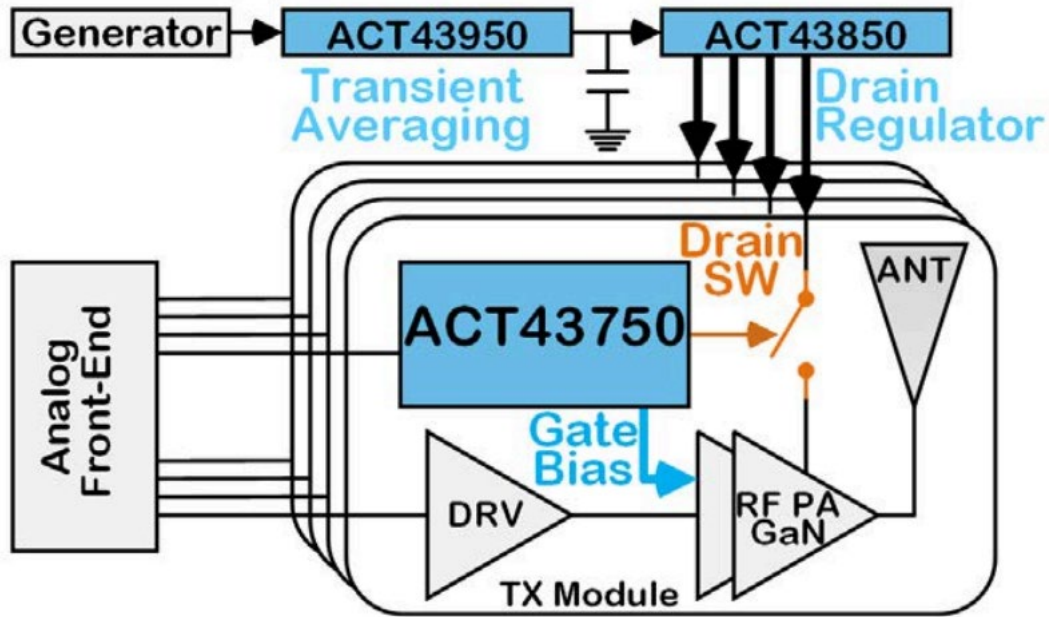 Generator
ACT43950
ACT43850
Transient
Averaging
Drain
Regulator
Drain
SW
ANT
ACT43750
Analog
Front-End
Gate
Bias
DRV
RF PA
GaN
TX Module